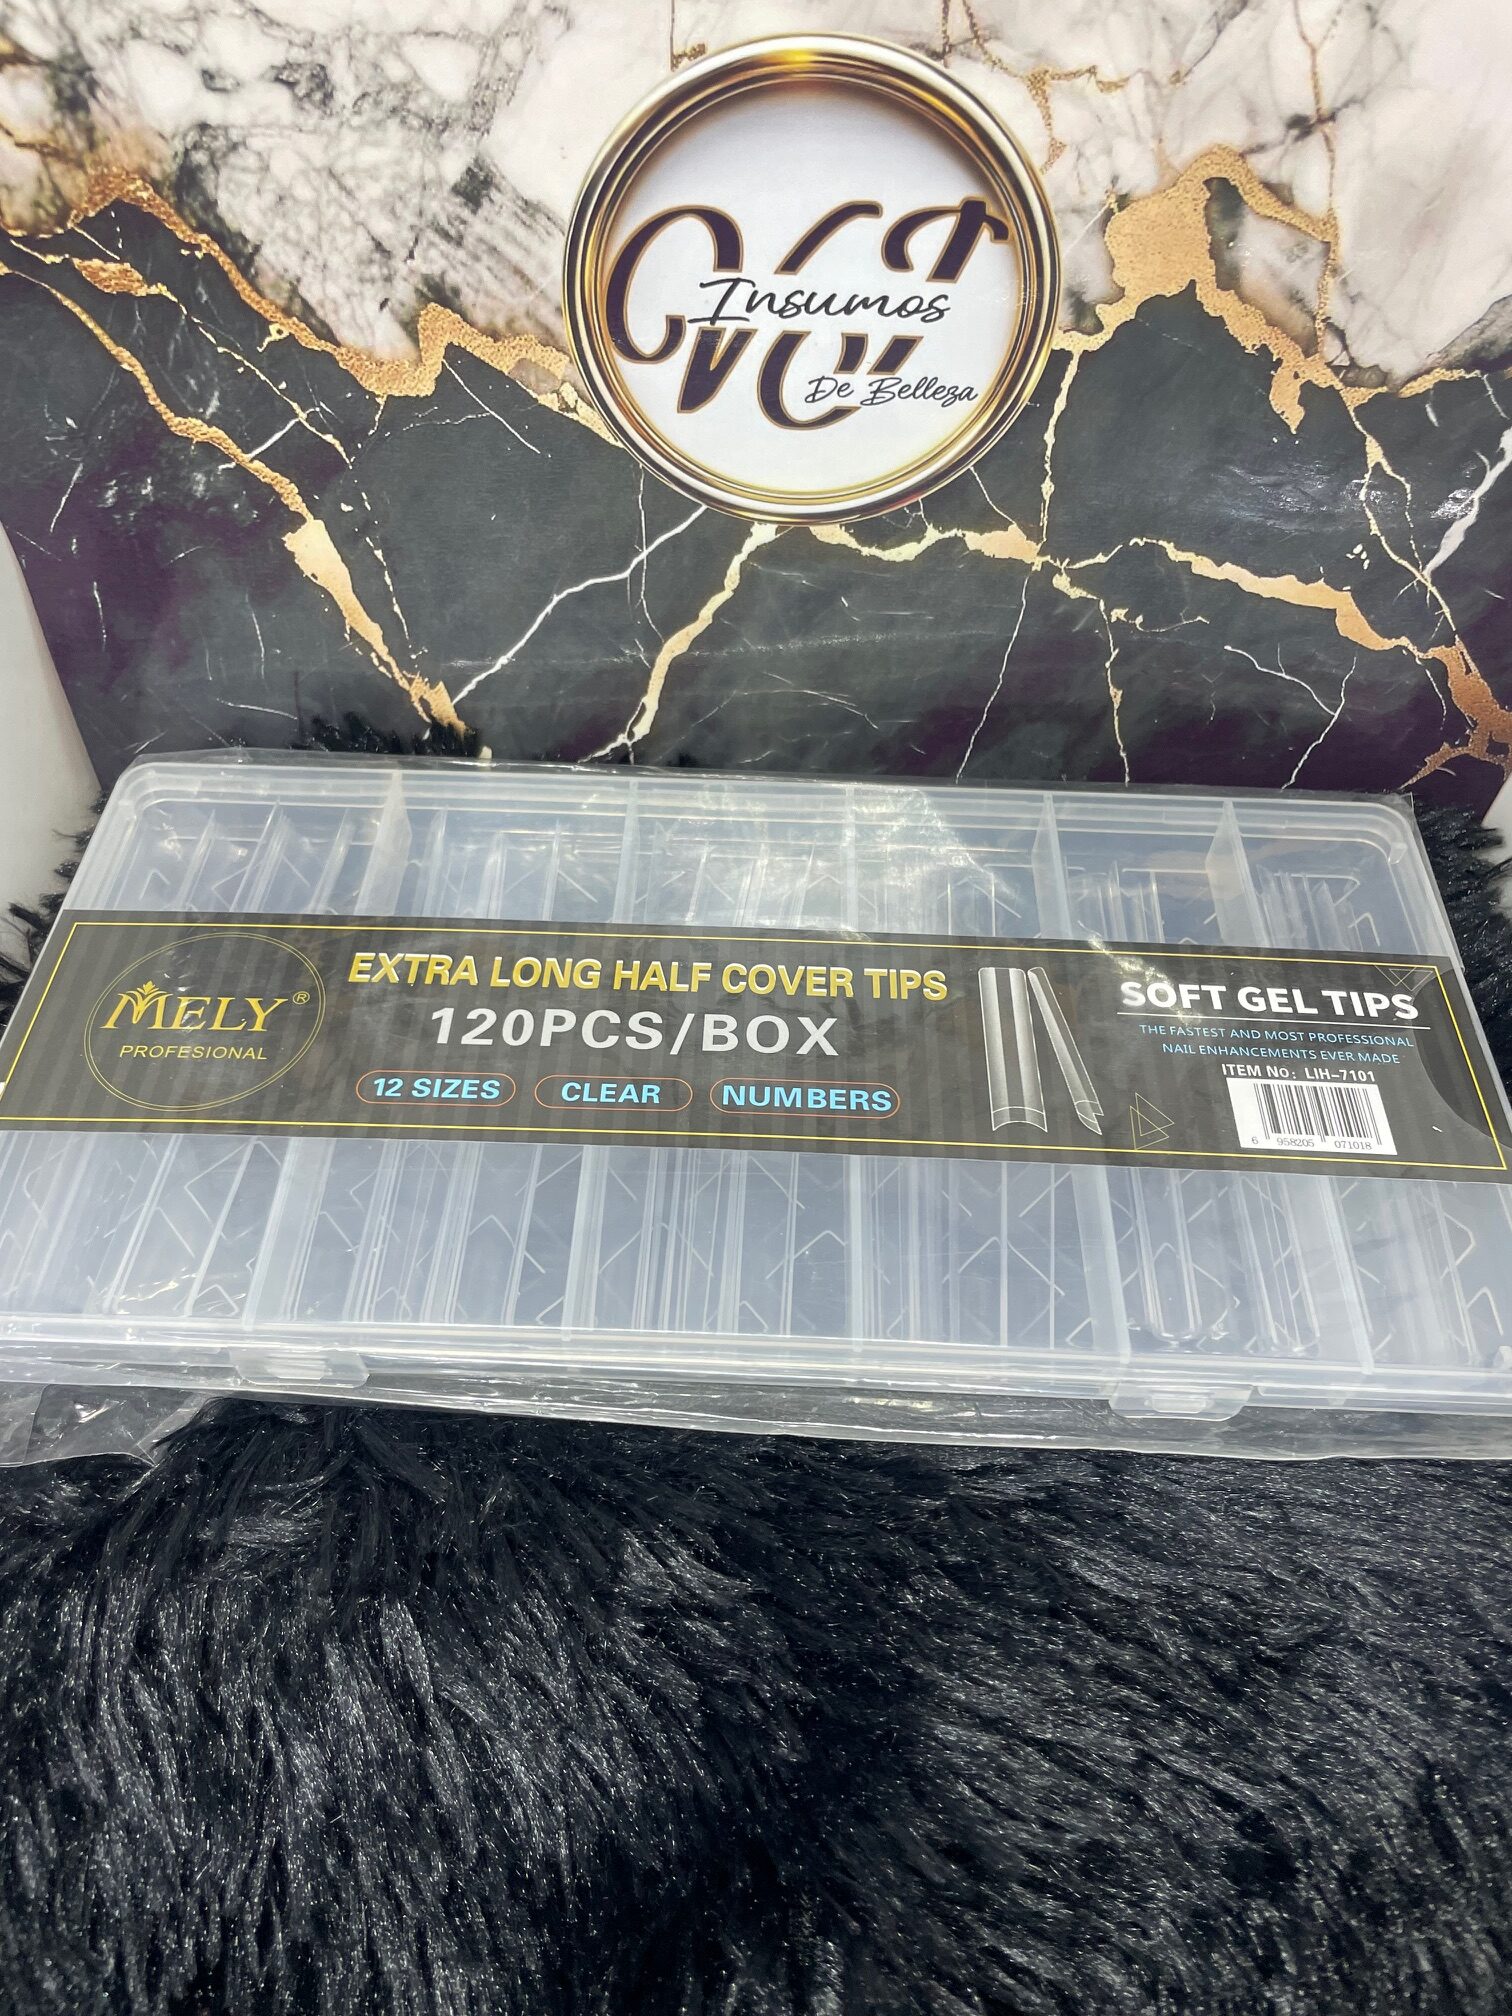 Insumos
De Belleza
MELY®
PROFESIONAL
EXTRA LONG HALF COVER TIPS
120PCS/BOX
12 SIZES
CLEAR
NUMBERS
SOFT GEL TIPS
THE FASTEST AND MOST PROFESSIONAL
NAIL ENHANCEMENTS EVER MADE
ITEM No: LIH-7101
6 958205 071018